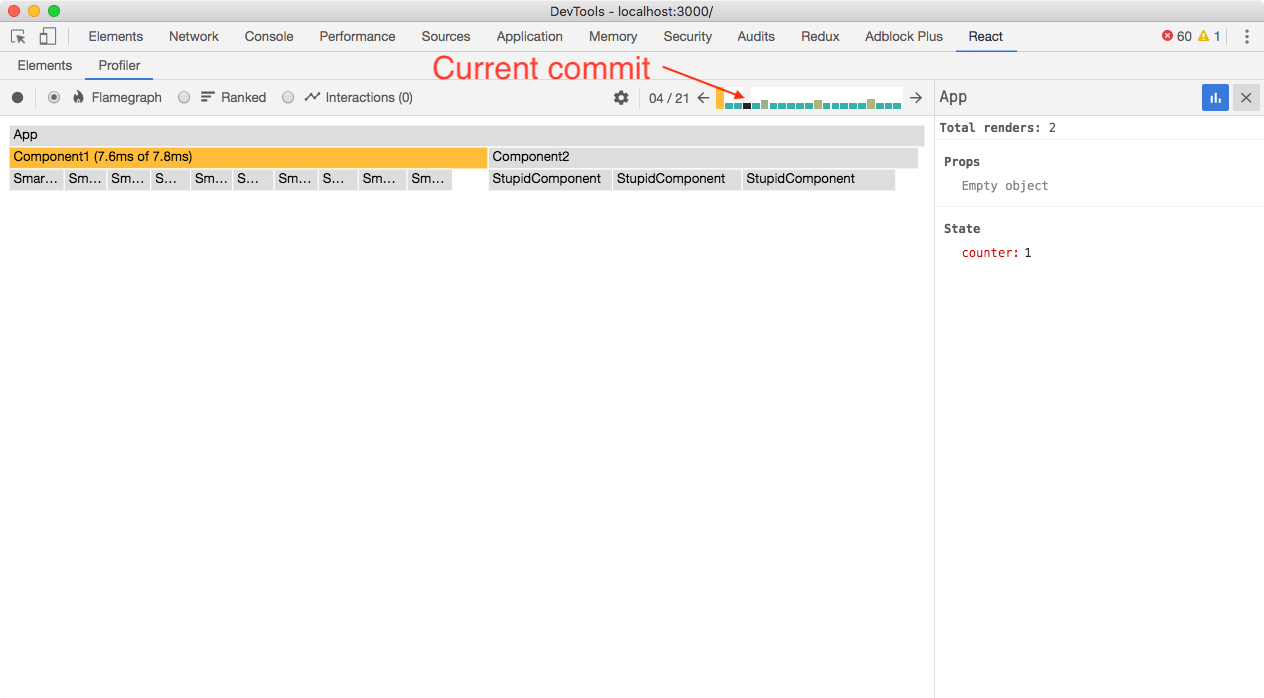 DevTools - localhost:3000/
Elements Network Console Performance Sources Application Memory Security Audits Redux Adblock Plus React 60 1
Elements Profiler
Current commit
Flamegraph Ranked Interactions (0) 04 / 21 App
App
Total renders: 2
Component1 (7.6ms of 7.8ms) Component2
Props
Smar… Sm… Sm… S… Sm… S… Sm… S… Sm… Sm… StupidComponent StupidComponent StupidComponent
Empty object
State
counter: 1